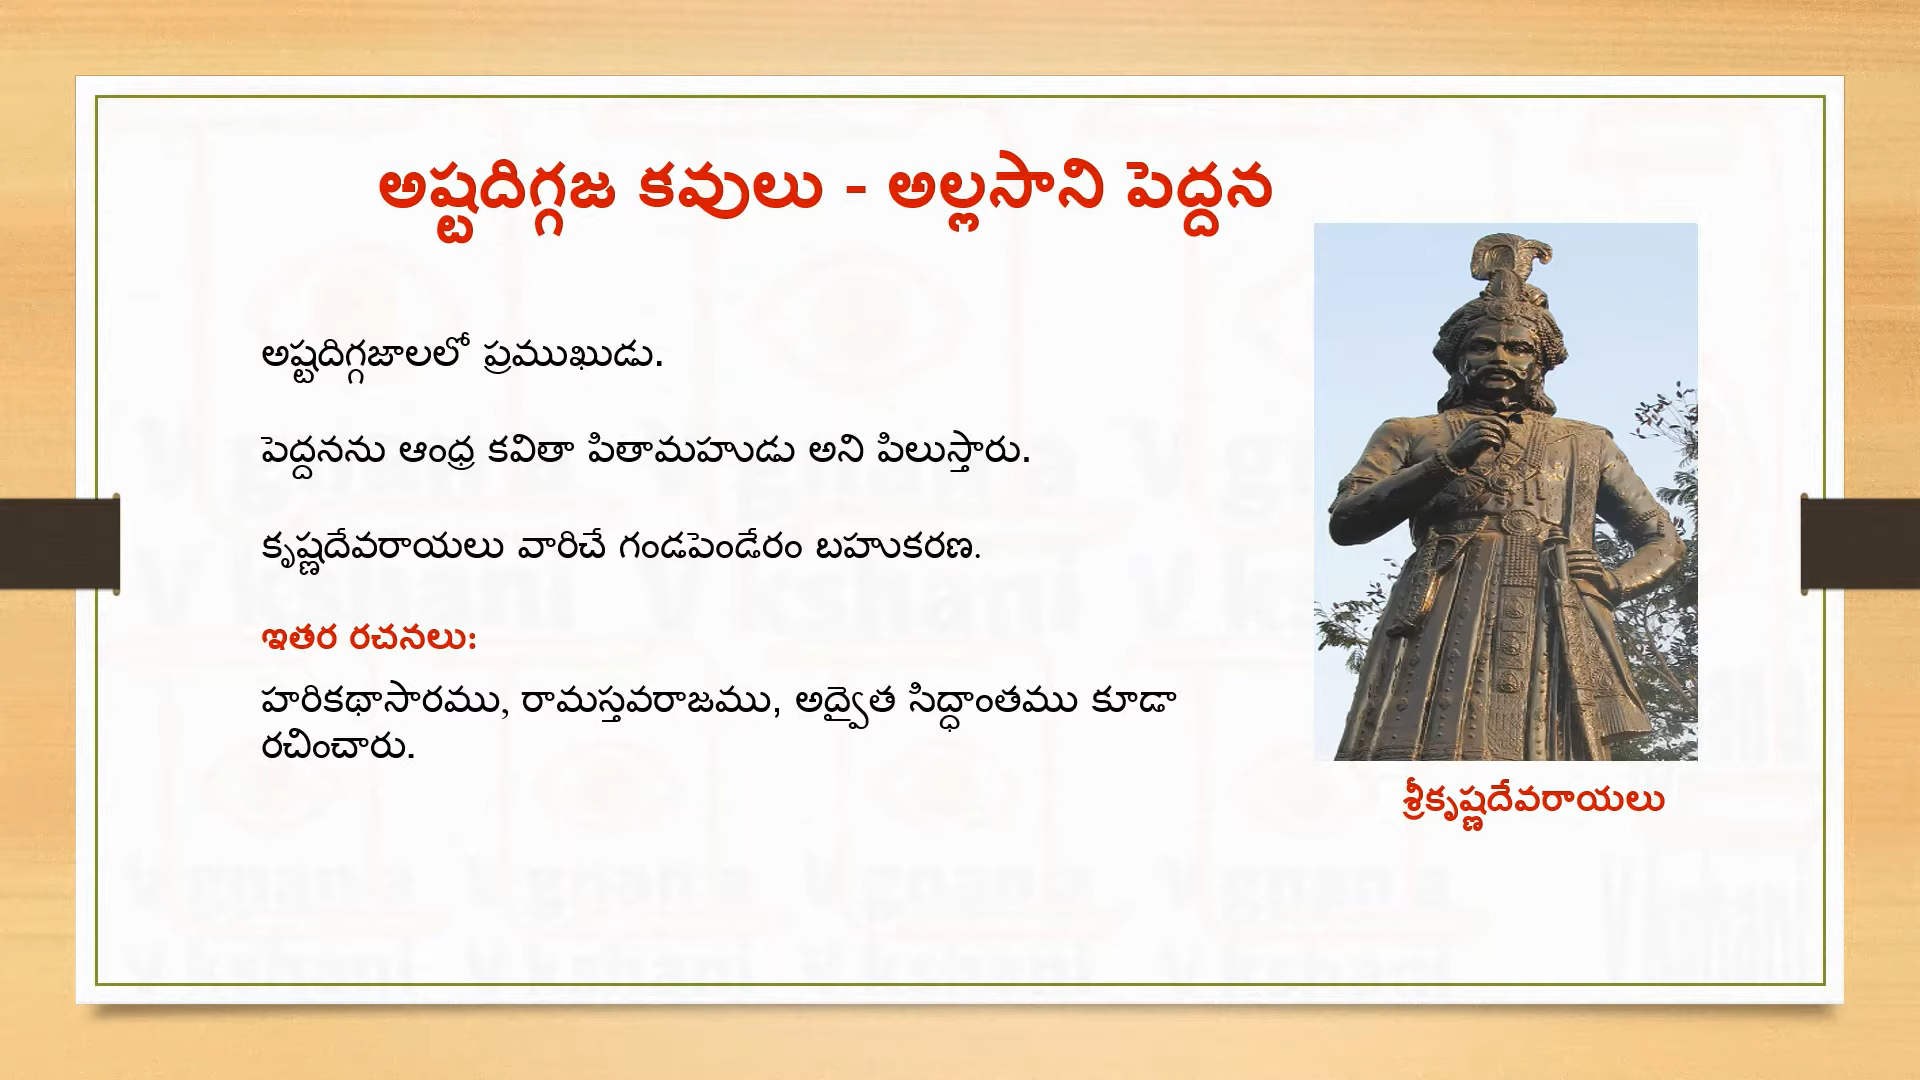 అష్టదిగ్గజ కవులు - అల్లసాని పెద్దన
అష్టదిగ్గజాలలో ప్రముఖుడు.
పెద్దనను ఆంధ్ర కవితా పితామహుడు అని పిలుస్తారు.
కృష్ణదేవరాయలు వారిచే గండపెండేరం బహుకరణ.
ఇతర రచనలు:
హరికథాసారము, రామస్తవరాజము, అద్వైత సిద్ధాంతము కూడా
రచించారు.
శ్రీకృష్ణదేవరాయలు